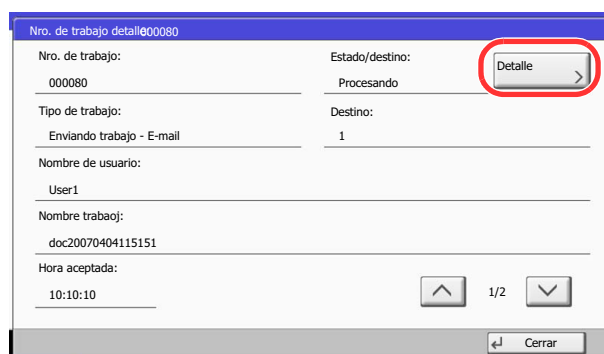 Nro. de trabajo detalle000080
Nro. de trabajo:
000080
Estado/destino:
Procesando
Detalle
Tipo de trabajo:
Enviando trabajo - E-mail
Destino:
1
Nombre de usuario:
User1
Nombre trabaoj:
doc20070404115151
Hora aceptada:
10:10:10
1/2
Cerrar